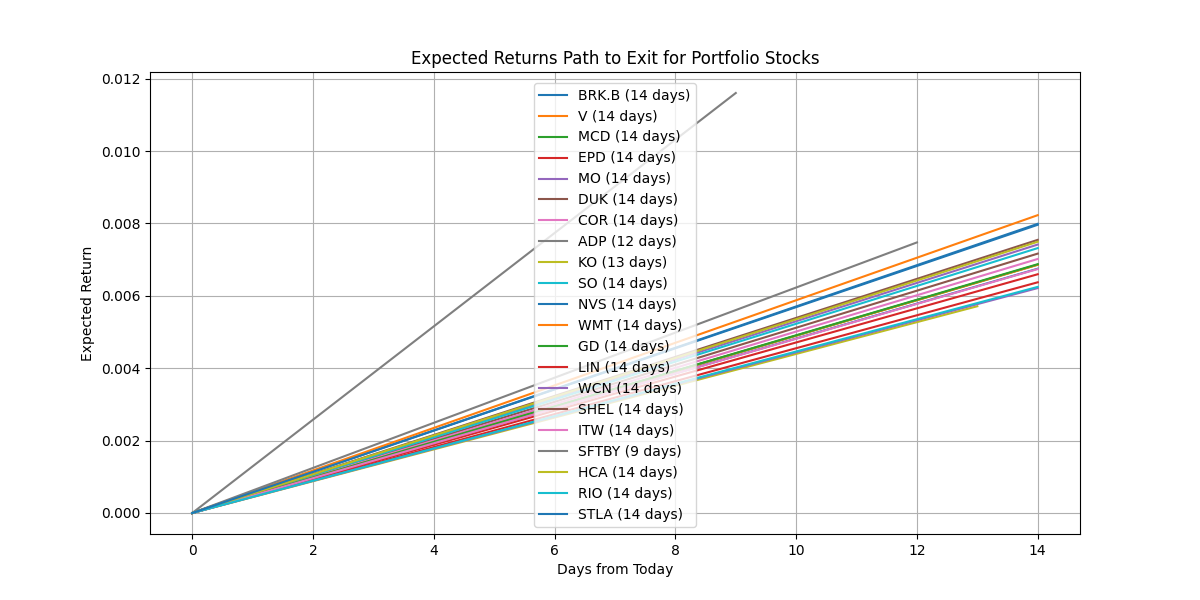 Expected Returns Path to Exit for Portfolio Stocks
0.012
0.010
0.008
0.006
0.004
0.002
0.000
Expected Return
BRK.B (14 days)
V (14 days)
MCD (14 days)
EPD (14 days)
MO (14 days)
DUK (14 days)
COR (14 days)
ADP (12 days)
KO (13 days)
SO (14 days)
NVS (14 days)
WMT (14 days)
GD (14 days)
LIN (14 days)
WCN (14 days)
SHEL (14 days)
ITW (14 days)
SFTBY (9 days)
HCA (14 days)
RIO (14 days)
STLA (14 days)
0 2 4 6 8 10 12 14
Days from Today